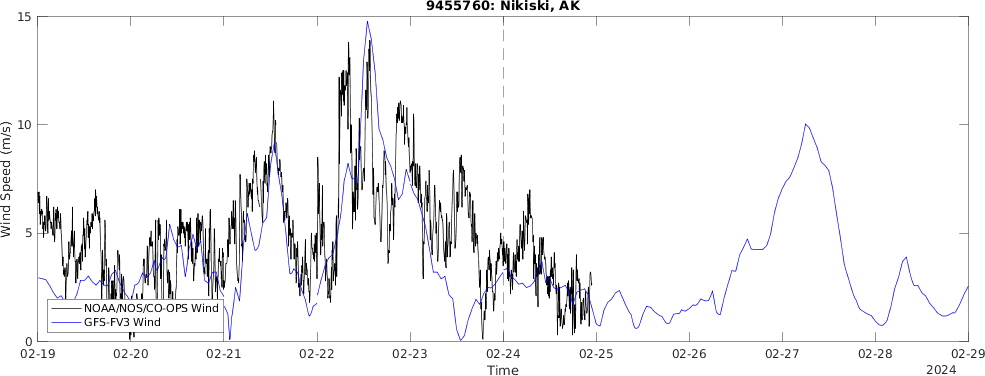 9455760: Nikiski, AK
Wind Speed (m/s)
15
10
5
0
NOAA/NOS/CO-OPS Wind
GFS-FV3 Wind
02-19 02-20 02-21 02-22 02-23 02-24 02-25 02-26 02-27 02-28 02-29
Time
2024